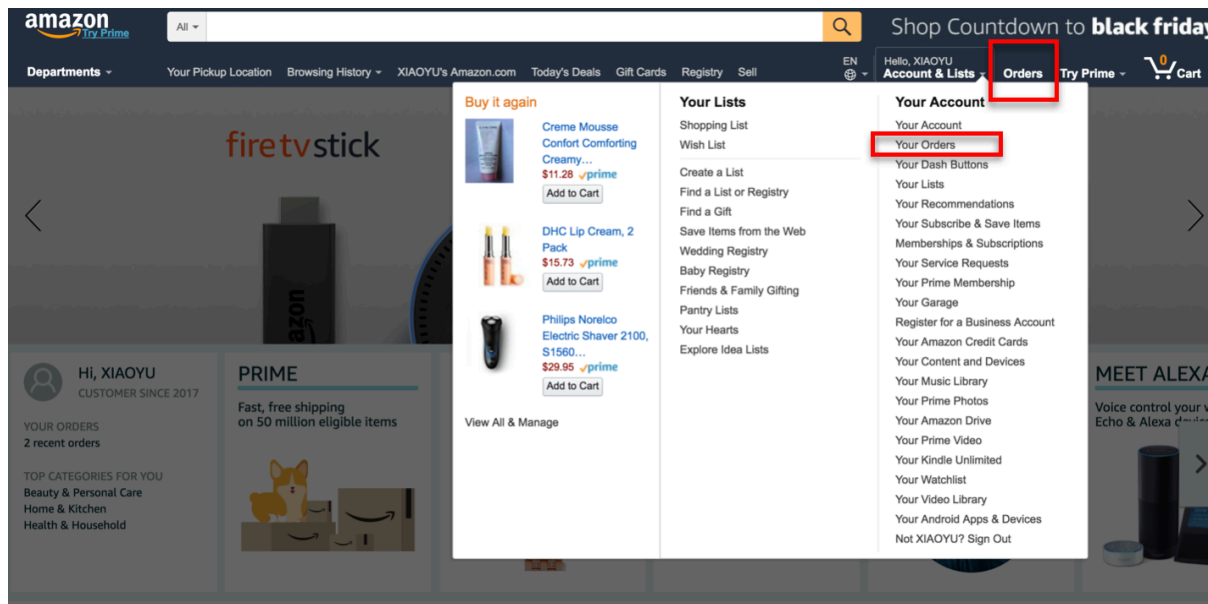 amazon
Try Prime
All
Shop Countdown to black friday
Departments
Your Pickup Location
Browsing History
XIAOYU's Amazon.com
Today's Deals
Gift Cards
Registry
Sell
EN
Hello, XIAOYU
Account & Lists
Orders
Try Prime
0
Cart
fire tv stick
amazon
Buy it again
Creme Mousse
Confort Comforting
Creamy...
$11.28 prime
Add to Cart
DHC Lip Cream, 2
Pack
$15.73 prime
Add to Cart
Philips Norelco
Electric Shaver 2100,
S1560...
$29.95 prime
Add to Cart
View All & Manage
Your Lists
Shopping List
Wish List
Create a List
Find a List or Registry
Find a Gift
Save Items from the Web
Wedding Registry
Baby Registry
Friends & Family Gifting
Pantry Lists
Your Hearts
Explore Idea Lists
Your Account
Your Account
Your Orders
Your Dash Buttons
Your Lists
Your Recommendations
Your Subscribe & Save Items
Memberships & Subscriptions
Your Service Requests
Your Prime Membership
Your Garage
Register for a Business Account
Your Amazon Credit Cards
Your Content and Devices
Your Music Library
Your Prime Photos
Your Amazon Drive
Your Prime Video
Your Kindle Unlimited
Your Watchlist
Your Video Library
Your Android Apps & Devices
Not XIAOYU? Sign Out
Hi, XIAOYU
CUSTOMER SINCE 2017
YOUR ORDERS
2 recent orders
TOP CATEGORIES FOR YOU
Beauty & Personal Care
Home & Kitchen
Health & Household
PRIME
Fast, free shipping
on 50 million eligible items
MEET ALEXA
Voice control your
Echo & Alexa